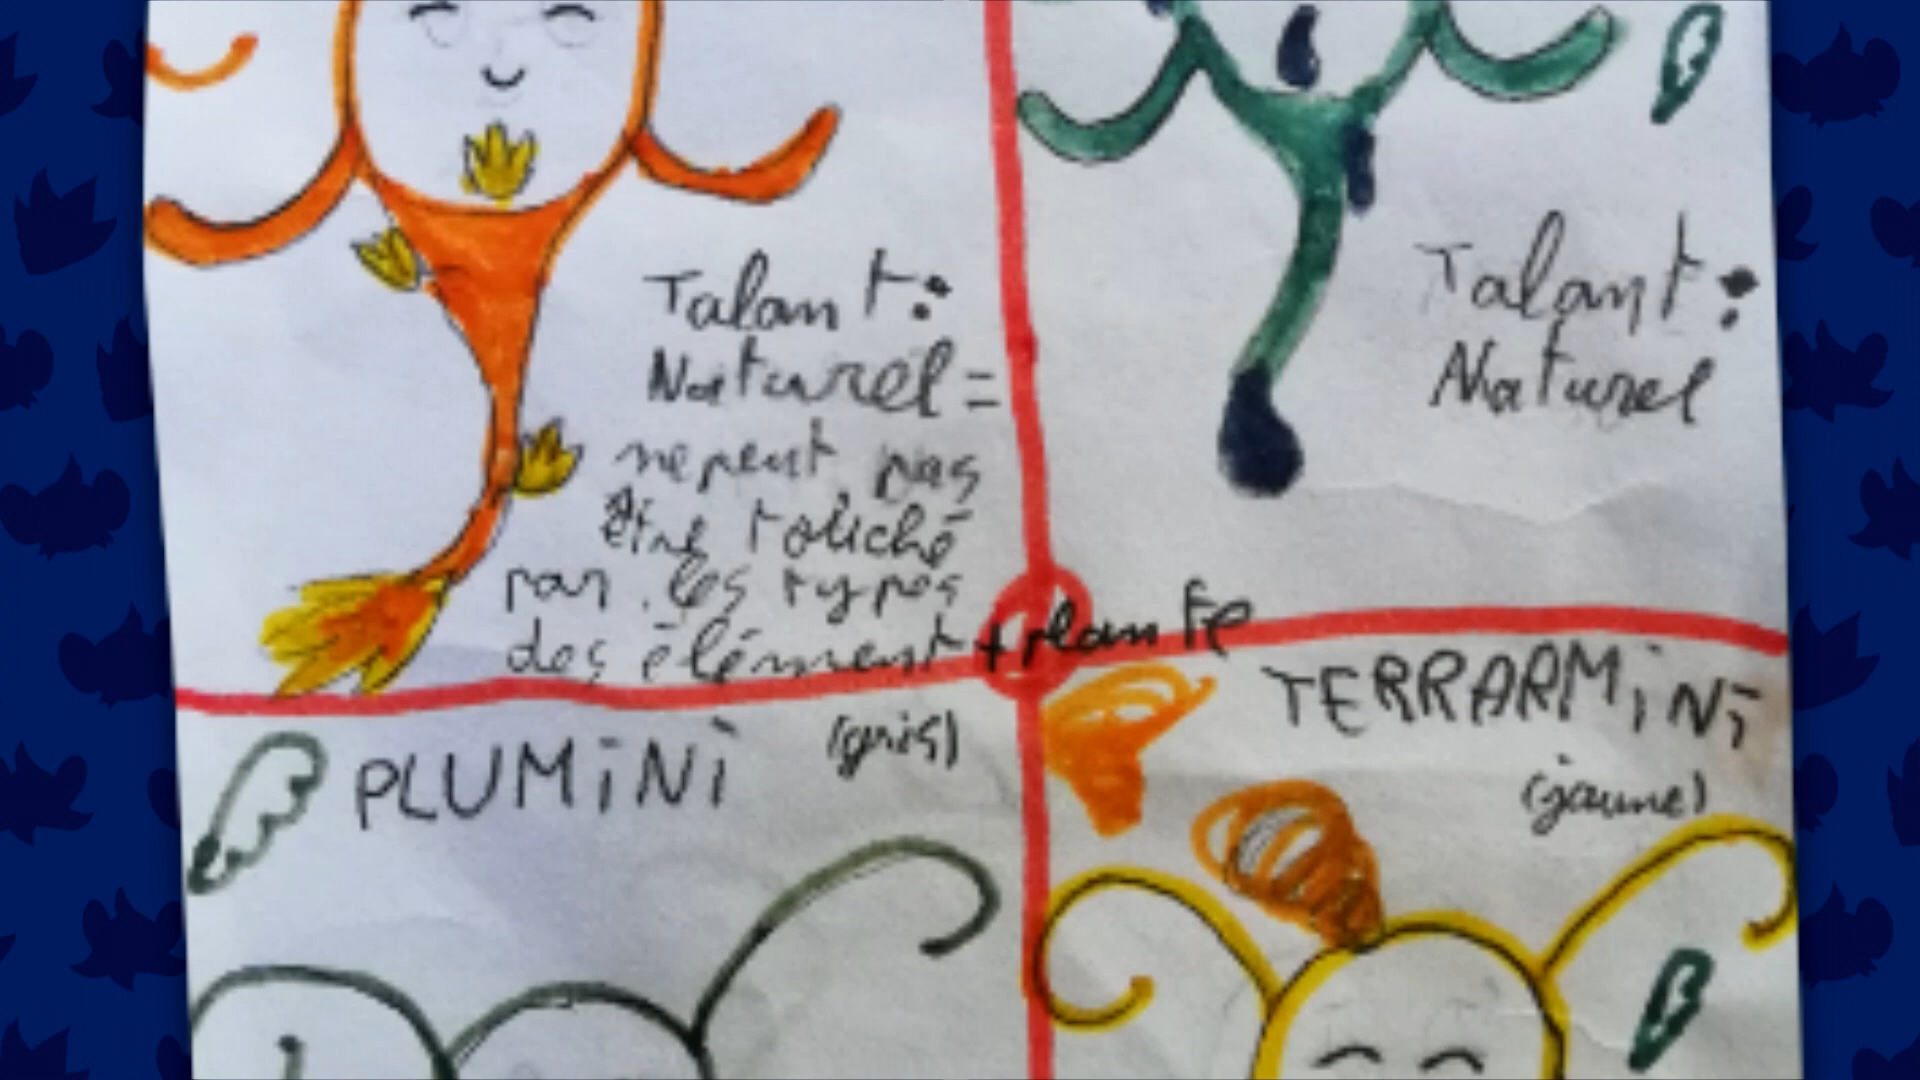 Talant:
Naturel =
ne peut pas
être touché
par les types
des élément + plante
Talant:
Naturel
PLUMiNi (gris)
TERRARMiNi
(jaune)